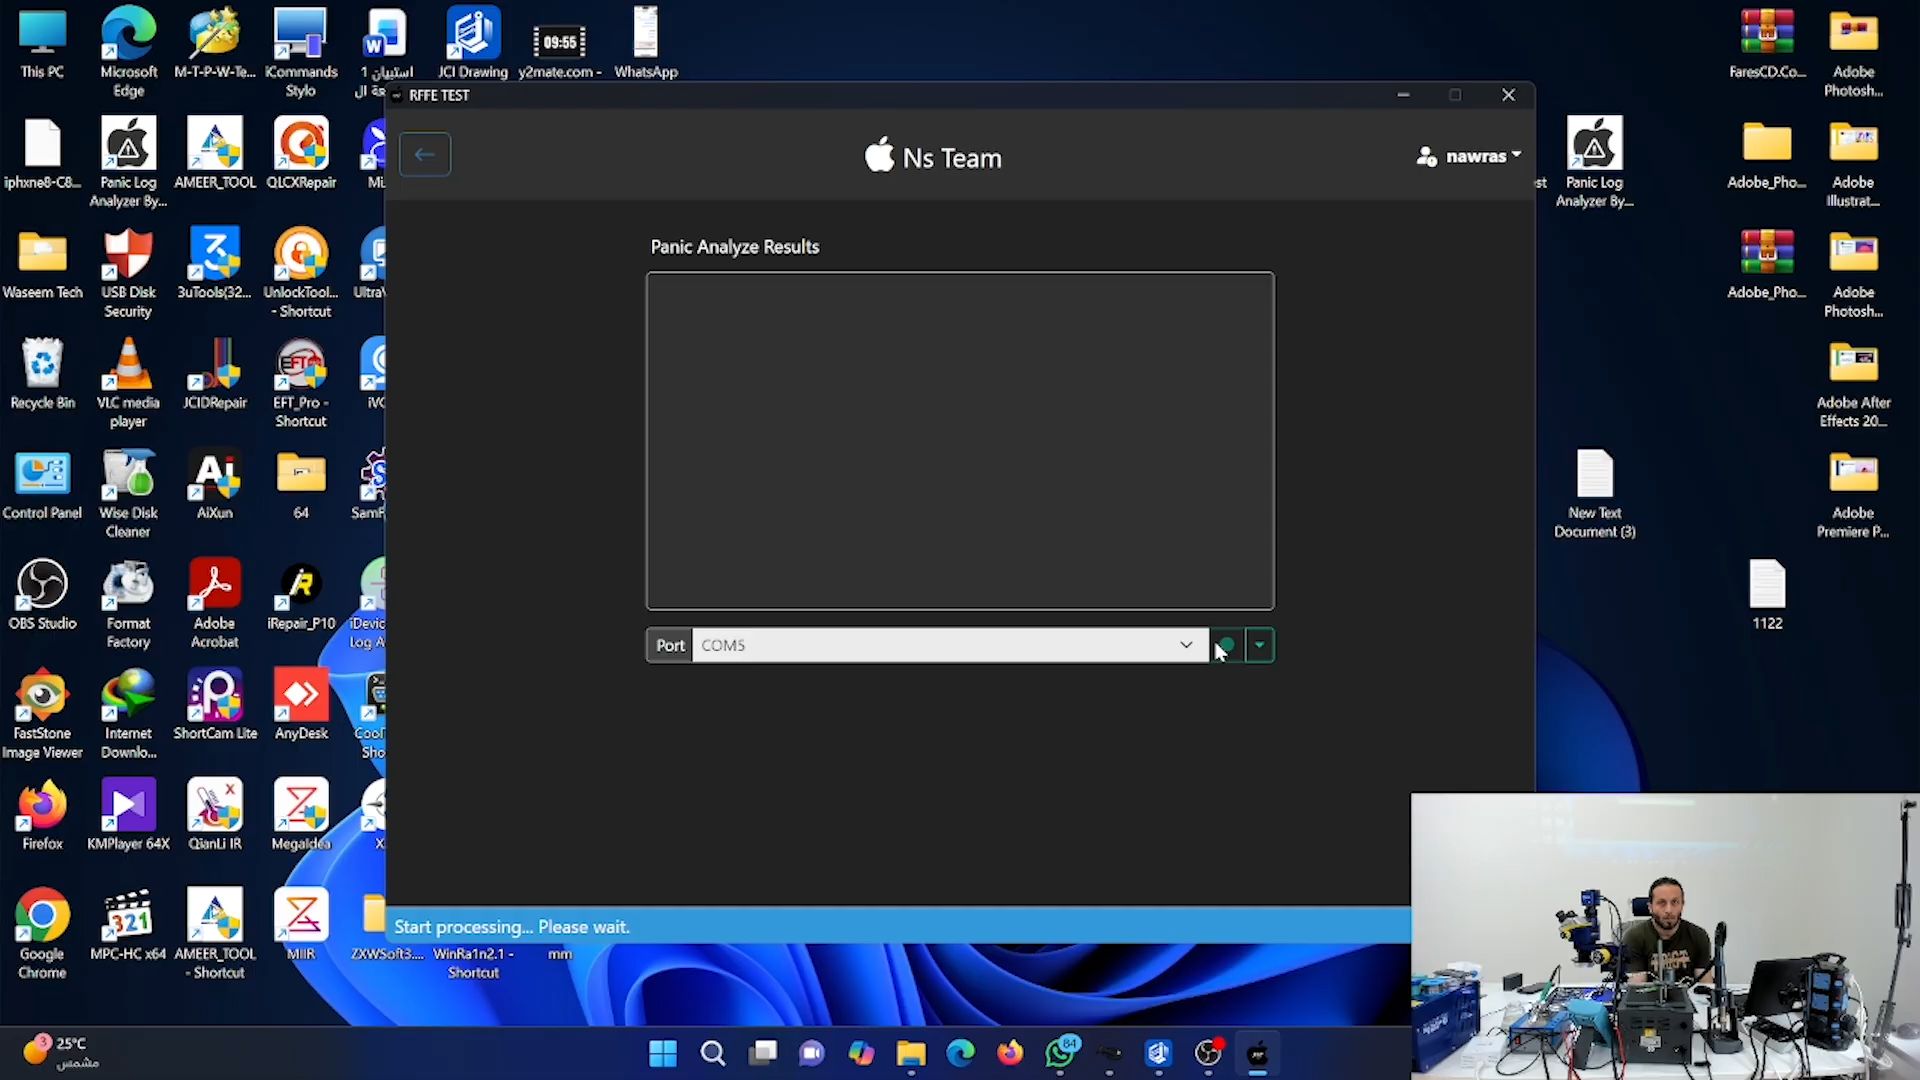 This PC
Microsoft
Edge
M-T-P-W-Te...
iCommands
Stylo
استبيان 1
JCI Drawing
09:55
y2mate.com -
WhatsApp
FaresCD.Co...
Adobe
Photosh...
RFFE TEST
iphxne8-C8...
Panic Log
Analyzer By...
AMEER_TOOL
QLCXRepair
Ns Team
nawras
Panic Log
Analyzer By...
Adobe_Pho...
Adobe
Illustrat...
Panic Analyze Results
Waseem Tech
USB Disk
Security
3uTools(32...
UnlockTool...
- Shortcut
Adobe_Pho...
Adobe
Photosh...
Recycle Bin
VLC media
player
JCIDRepair
EFT_Pro -
Shortcut
Adobe After
Effects 20...
Control Panel
Wise Disk
Cleaner
AiXun
64
New Text
Document (3)
Adobe
Premiere P...
OBS Studio
Format
Factory
Adobe
Acrobat
iRepair_P10
1122
Port
COM5
FastStone
Image Viewer
Internet
Downlo...
ShortCam Lite
AnyDesk
Firefox
KMPlayer 64X
QianLi IR
MegaIdea
Start processing... Please wait.
Google
Chrome
MPC-HC x64
AMEER_TOOL
- Shortcut
MIIR
ZXWSoft3....
WinRa1n2.1 -
Shortcut
mm
3
25°C
مشمس
84